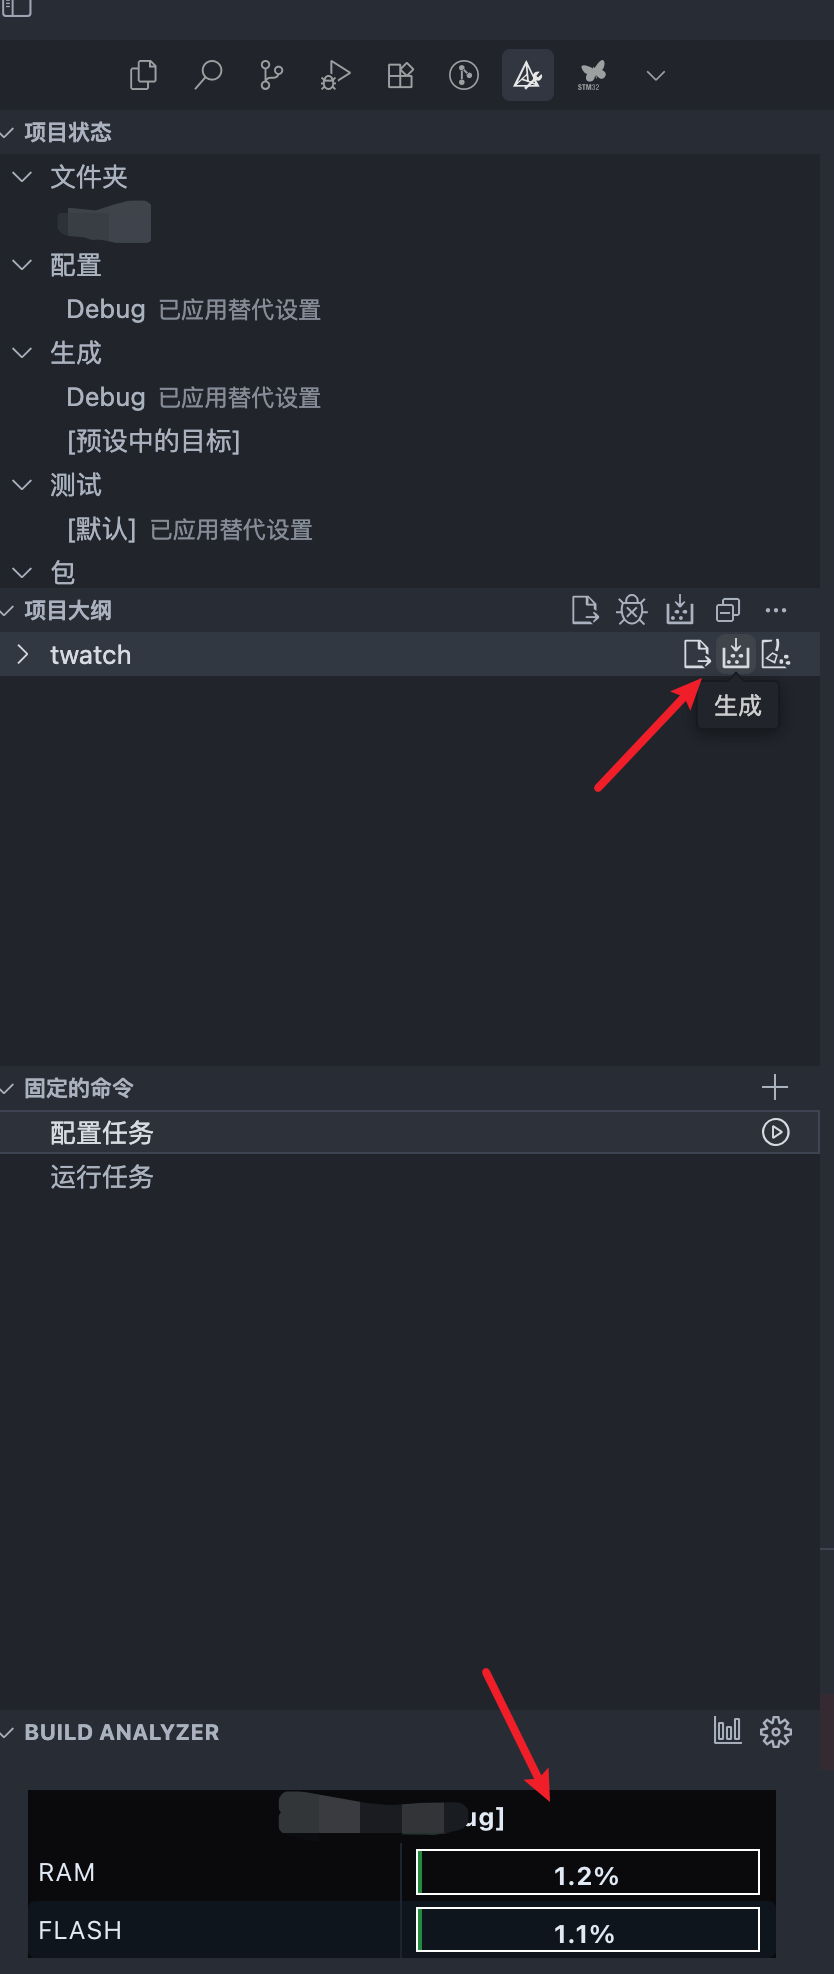 STM32
项目状态
文件夹
配置
Debug 已应用替代设置
生成
Debug 已应用替代设置
[预设中的目标]
测试
[默认] 已应用替代设置
包
项目大纲
twatch
生成
固定的命令
配置任务
运行任务
BUILD ANALYZER
ug]
RAM 1.2%
FLASH 1.1%